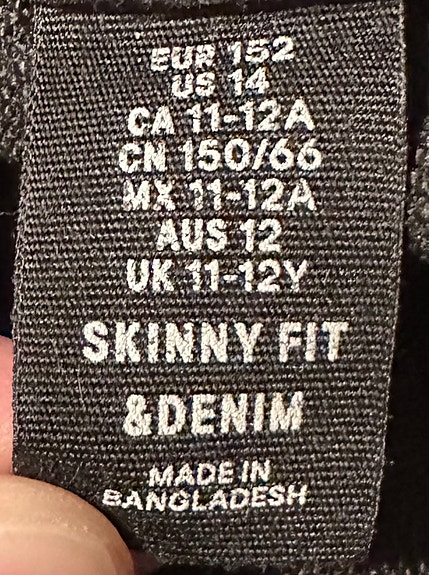 EUR 152
US 14
CA 11-12A
CN 150/66
MX 11-12A
AUS 12
UK 11-12Y
SKINNY FIT
&DENIM
MADE IN
BANGLADESH